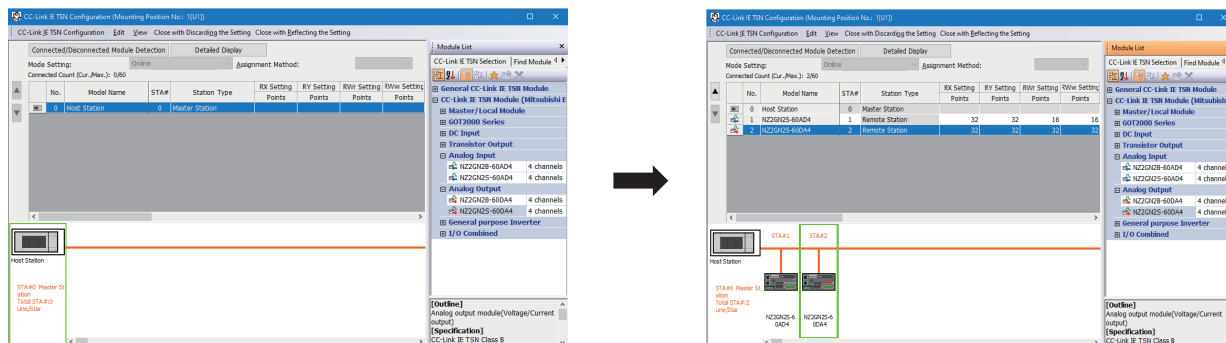 CC-Link IE TSN Configuration (Mounting Position No.: 1[U1])
CC-Link IE TSN Configuration Edit View Close with Discarding the Setting Close with Reflecting the Setting
Connected/Disconnected Module Detection Detailed Display
Mode Setting: Online Assignment Method:
Connected Count (Cur./Max.): 0/60
No. Model Name STA# Station Type RX Setting RY Setting RWr Setting RWw Setting
Points Points Points Points
0 Host Station 0 Master Station
Host Station
STA#0 Master St
ation
Total STA#:0
Line/Star
Module List
CC-Link IE TSN Selection Find Module
General CC-Link IE TSN Module
CC-Link IE TSN Module (Mitsubishi E
Master/Local Module
GOT2000 Series
DC Input
Transistor Output
Analog Input
NZ2GN2B-60AD4 4 channels
NZ2GN2S-60AD4 4 channels
Analog Output
NZ2GN2B-60DA4 4 channels
NZ2GN2S-60DA4 4 channels
General purpose Inverter
I/O Combined
[Outline]
Analog output module(Voltage/Current
output)
[Specification]
CC-Link IE TSN Class B
CC-Link IE TSN Configuration (Mounting Position No.: 1[U1])
CC-Link IE TSN Configuration Edit View Close with Discarding the Setting Close with Reflecting the Setting
Connected/Disconnected Module Detection Detailed Display
Mode Setting: Online Assignment Method:
Connected Count (Cur./Max.): 2/60
No. Model Name STA# Station Type RX Setting RY Setting RWr Setting RWw Setting
Points Points Points Points
0 Host Station 0 Master Station
1 NZ2GN2S-60AD4 1 Remote Station 32 32 16 16
2 NZ2GN2S-60DA4 2 Remote Station 32 32 32 32
STA#1 STA#2
Host Station
STA#0 Master St
ation
Total STA#:2
Line/Star
NZ2GN2S-6
0AD4
NZ2GN2S-6
0DA4
Module List
CC-Link IE TSN Selection Find Module
General CC-Link IE TSN Module
CC-Link IE TSN Module (Mitsubish
Master/Local Module
GOT2000 Series
DC Input
Transistor Output
Analog Input
NZ2GN2B-60AD4 4 channel
NZ2GN2S-60AD4 4 channel
Analog Output
NZ2GN2B-60DA4 4 channel
NZ2GN2S-60DA4 4 channel
General purpose Inverter
I/O Combined
[Outline]
Analog output module(Voltage/Current
output)
[Specification]
CC-Link IE TSN Class B